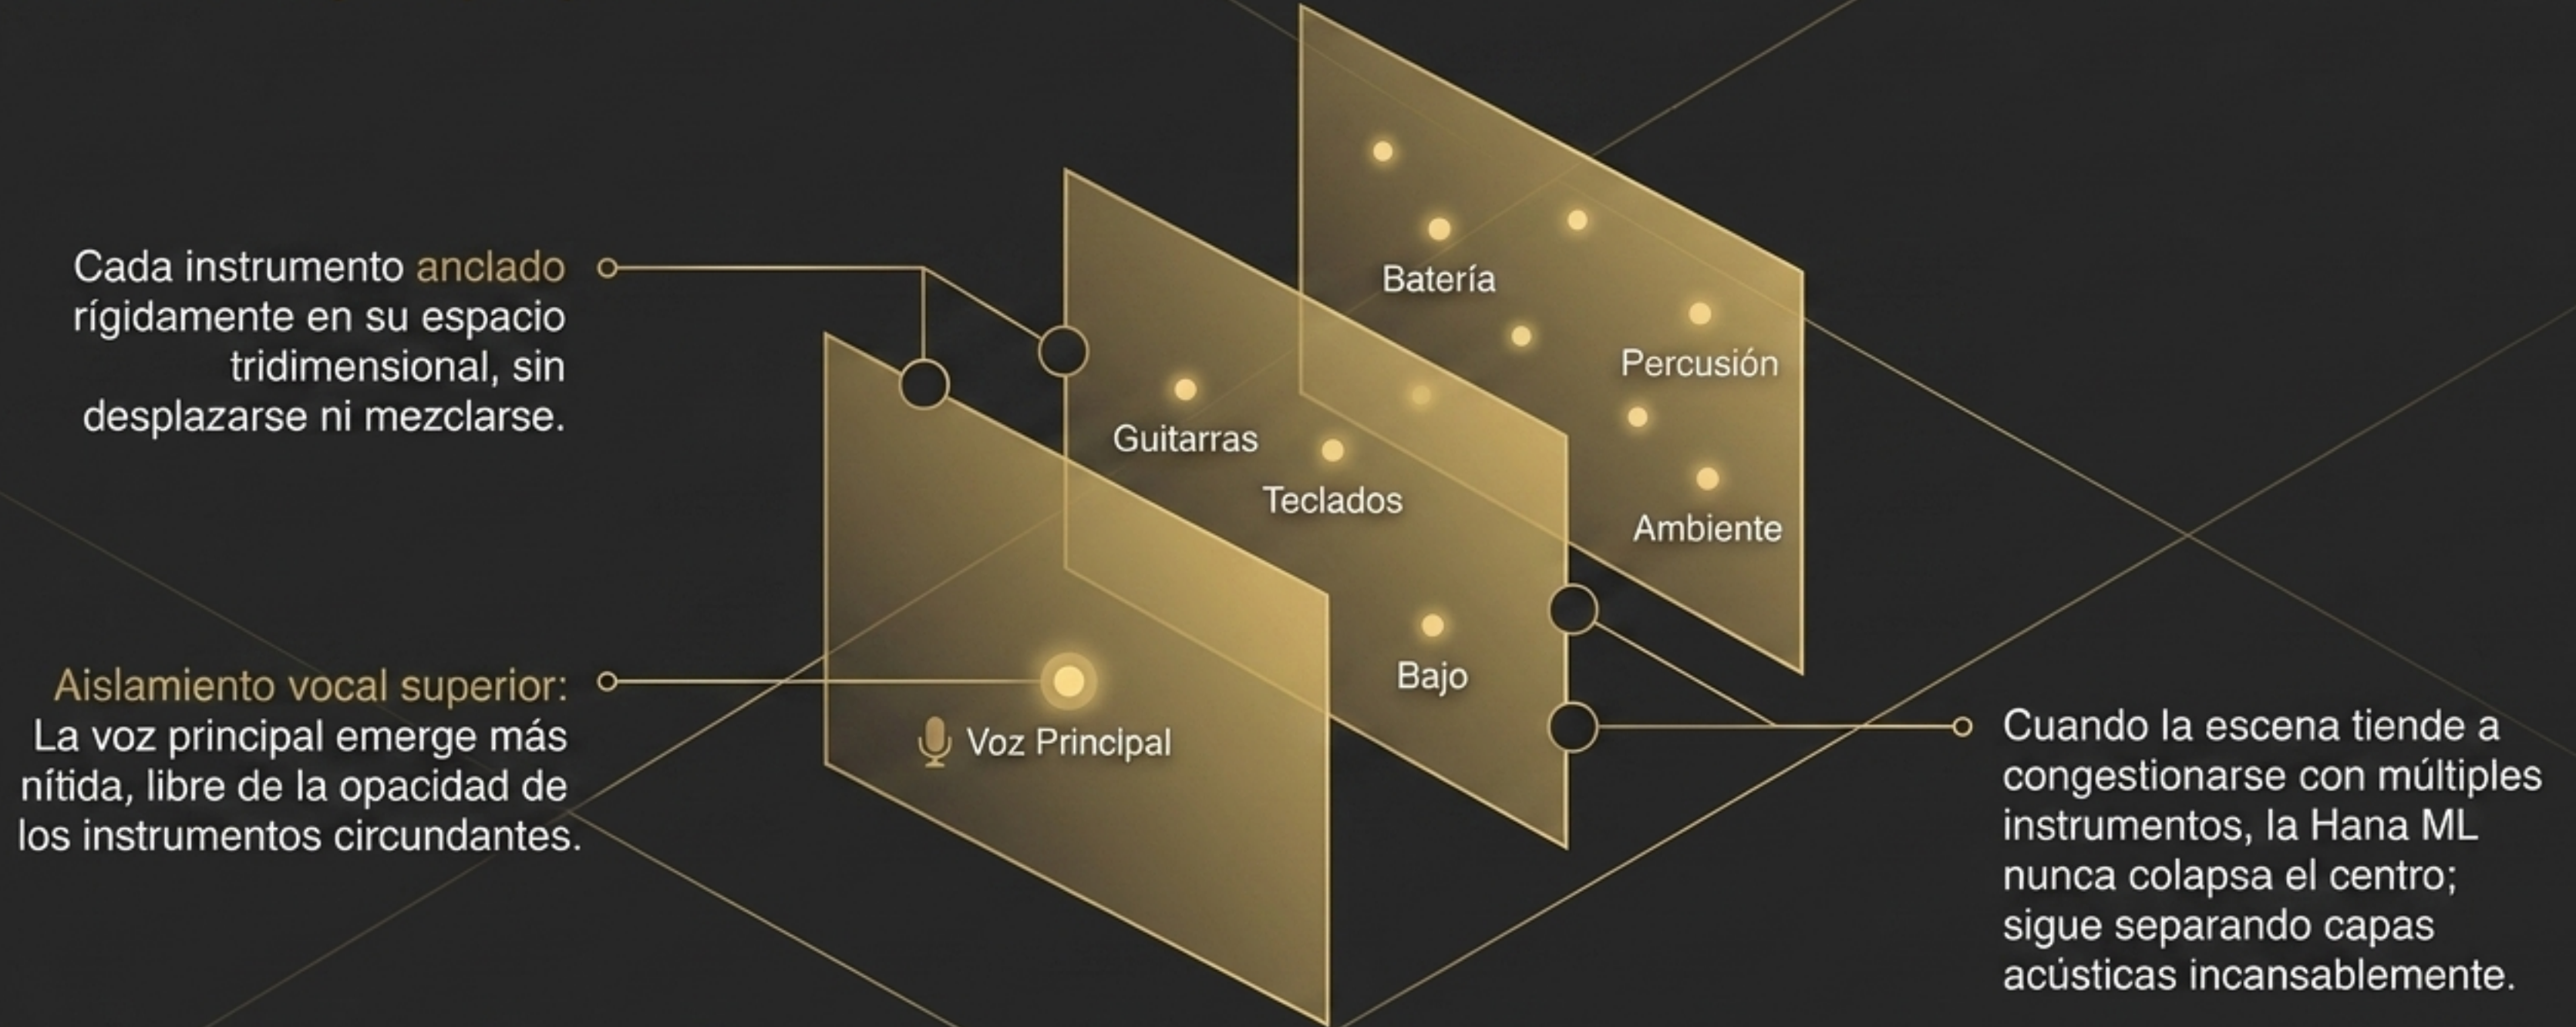 Cada instrumento anclado
rígidamente en su espacio
tridimensional, sin
desplazarse ni mezclarse.
Aislamiento vocal superior:
La voz principal emerge más
nítida, libre de la opacidad de
los instrumentos circundantes.
Batería
Percusión
Ambiente
Guitarras
Teclados
Bajo
Voz Principal
Cuando la escena tiende a
congestionarse con múltiples
instrumentos, la Hana ML
nunca colapsa el centro;
sigue separando capas
acústicas incansablemente.